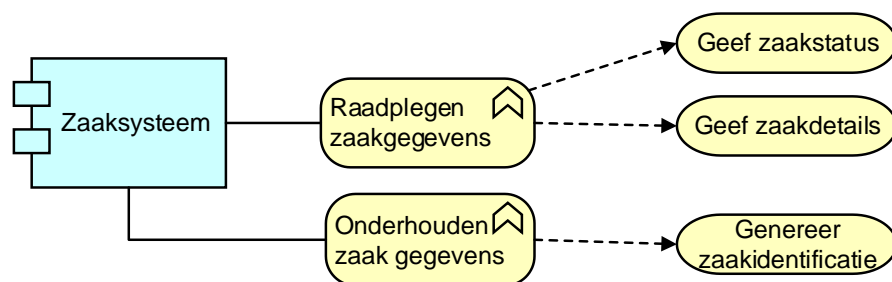 Geef zaakstatus
Zaaksysteem
Raadplegen
zaakgegevens
Geef zaakdetails
Onderhouden
zaak gegevens
Genereer
zaakidentificatie